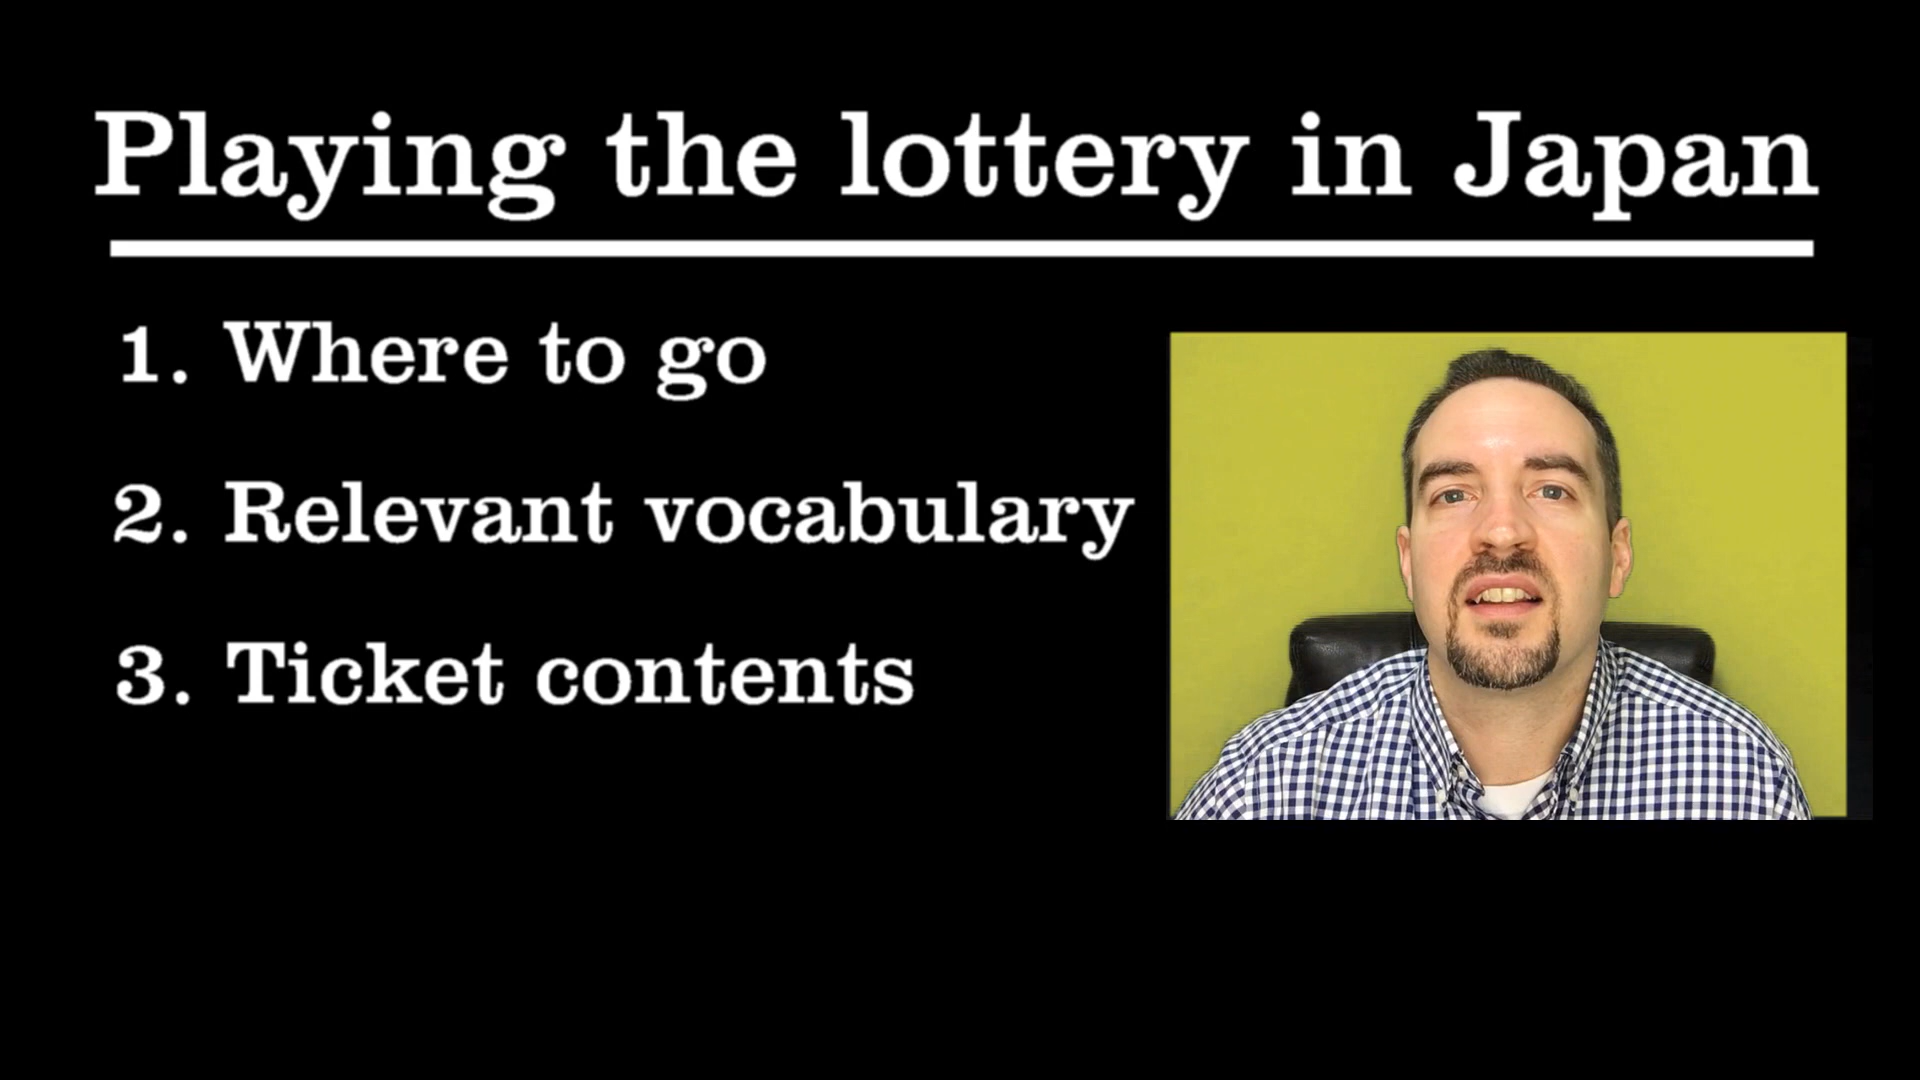 Playing the lottery in Japan
1. Where to go
2. Relevant vocabulary
3. Ticket contents